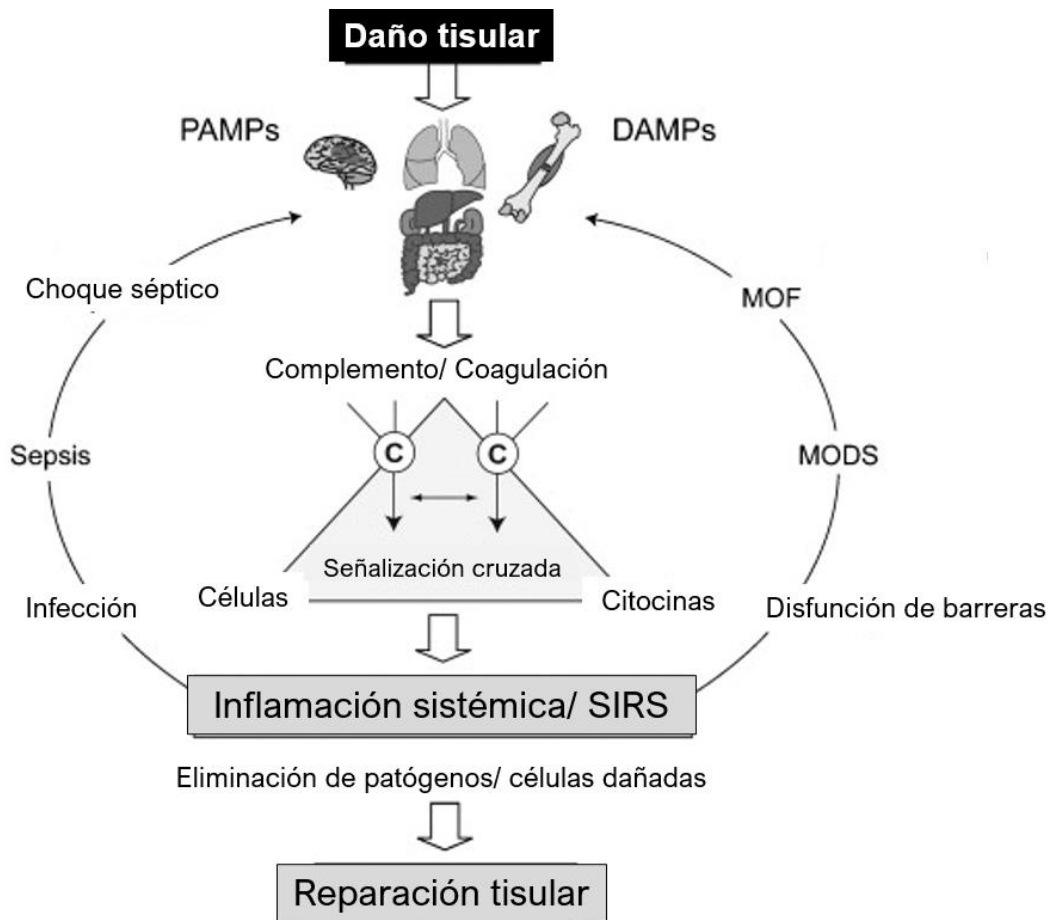 Daño tisular
PAMPs
DAMPs
Choque séptico
MOF
Complemento/ Coagulación
C
C
Sepsis
MODS
Señalización cruzada
Infección
Células
Citocinas
Disfunción de barreras
Inflamación sistémica/ SIRS
Eliminación de patógenos/ células dañadas
Reparación tisular